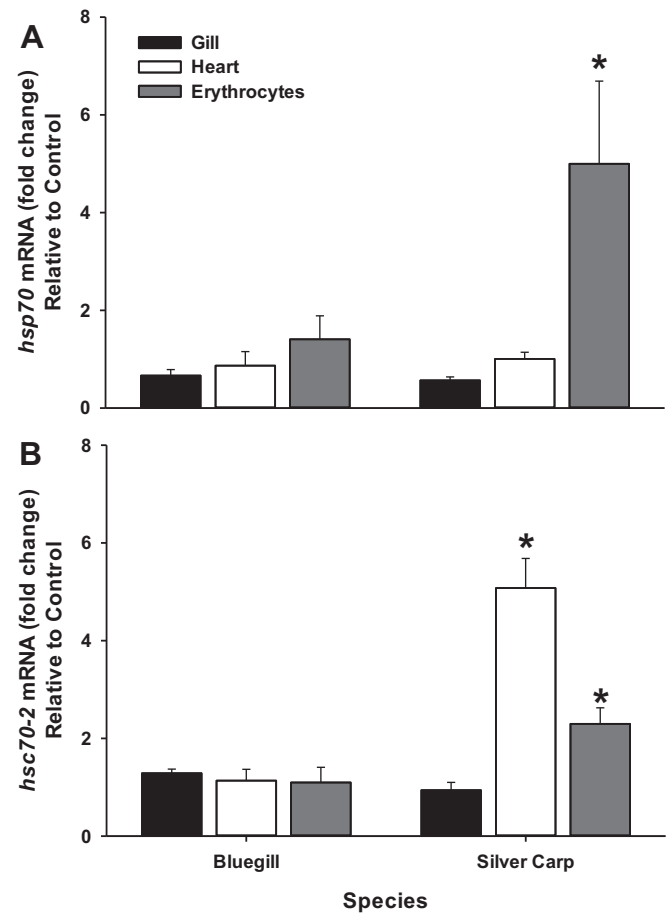 A
8
6
4
2
0
hsp70 mRNA (fold change)
Relative to Control
Gill
Heart
Erythrocytes
*
B
8
6
4
2
0
hsc70-2 mRNA (fold change)
Relative to Control
*
*
Bluegill
Silver Carp
Species